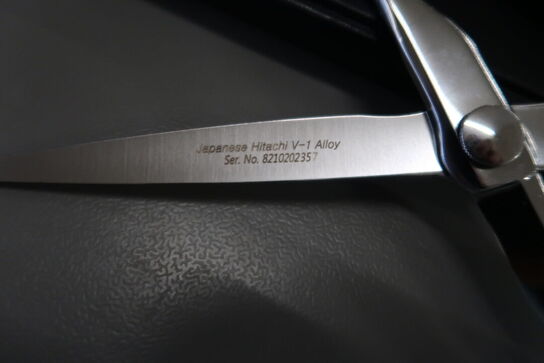 Japanese Hitachi V-1 Alloy
Ser. No. 8210202357